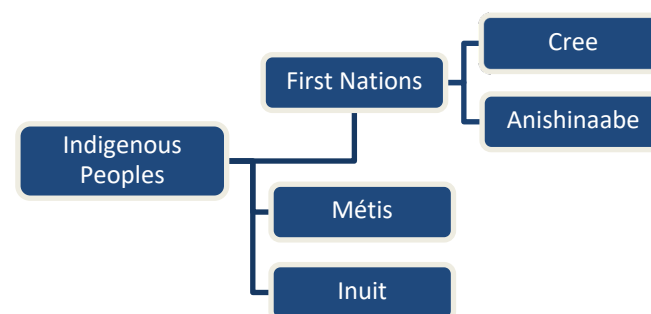 Cree
First Nations
Anishinaabe
Indigenous
Peoples
Métis
Inuit